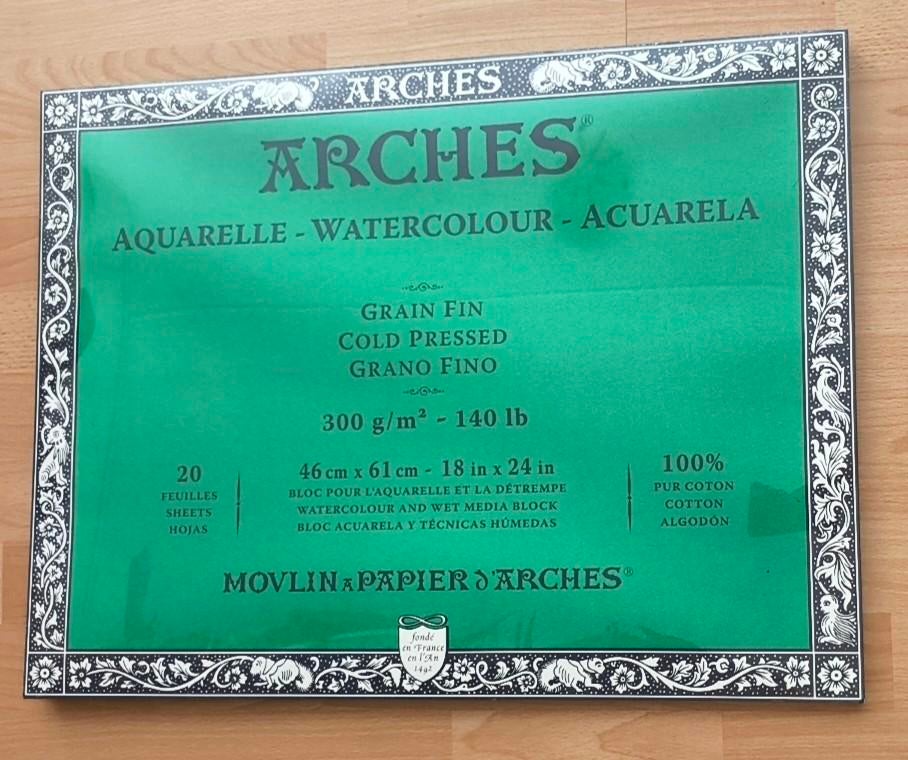 ARCHES
ARCHES®
AQUARELLE - WATERCOLOUR - ACUARELA
GRAIN FIN
COLD PRESSED
GRANO FINO
300 g/m² - 140 lb
20
FEUILLES
SHEETS
HOJAS
46 cm x 61 cm - 18 in x 24 in
BLOC POUR L'AQUARELLE ET LA DÉTREMPE
WATERCOLOUR AND WET MEDIA BLOCK
BLOC ACUARELA Y TÉCNICAS HÚMEDAS
100%
PUR COTON
COTTON
ALGODÓN
MOVLIN A PAPIER d'ARCHES®
fondé
en France
en l'An
1492